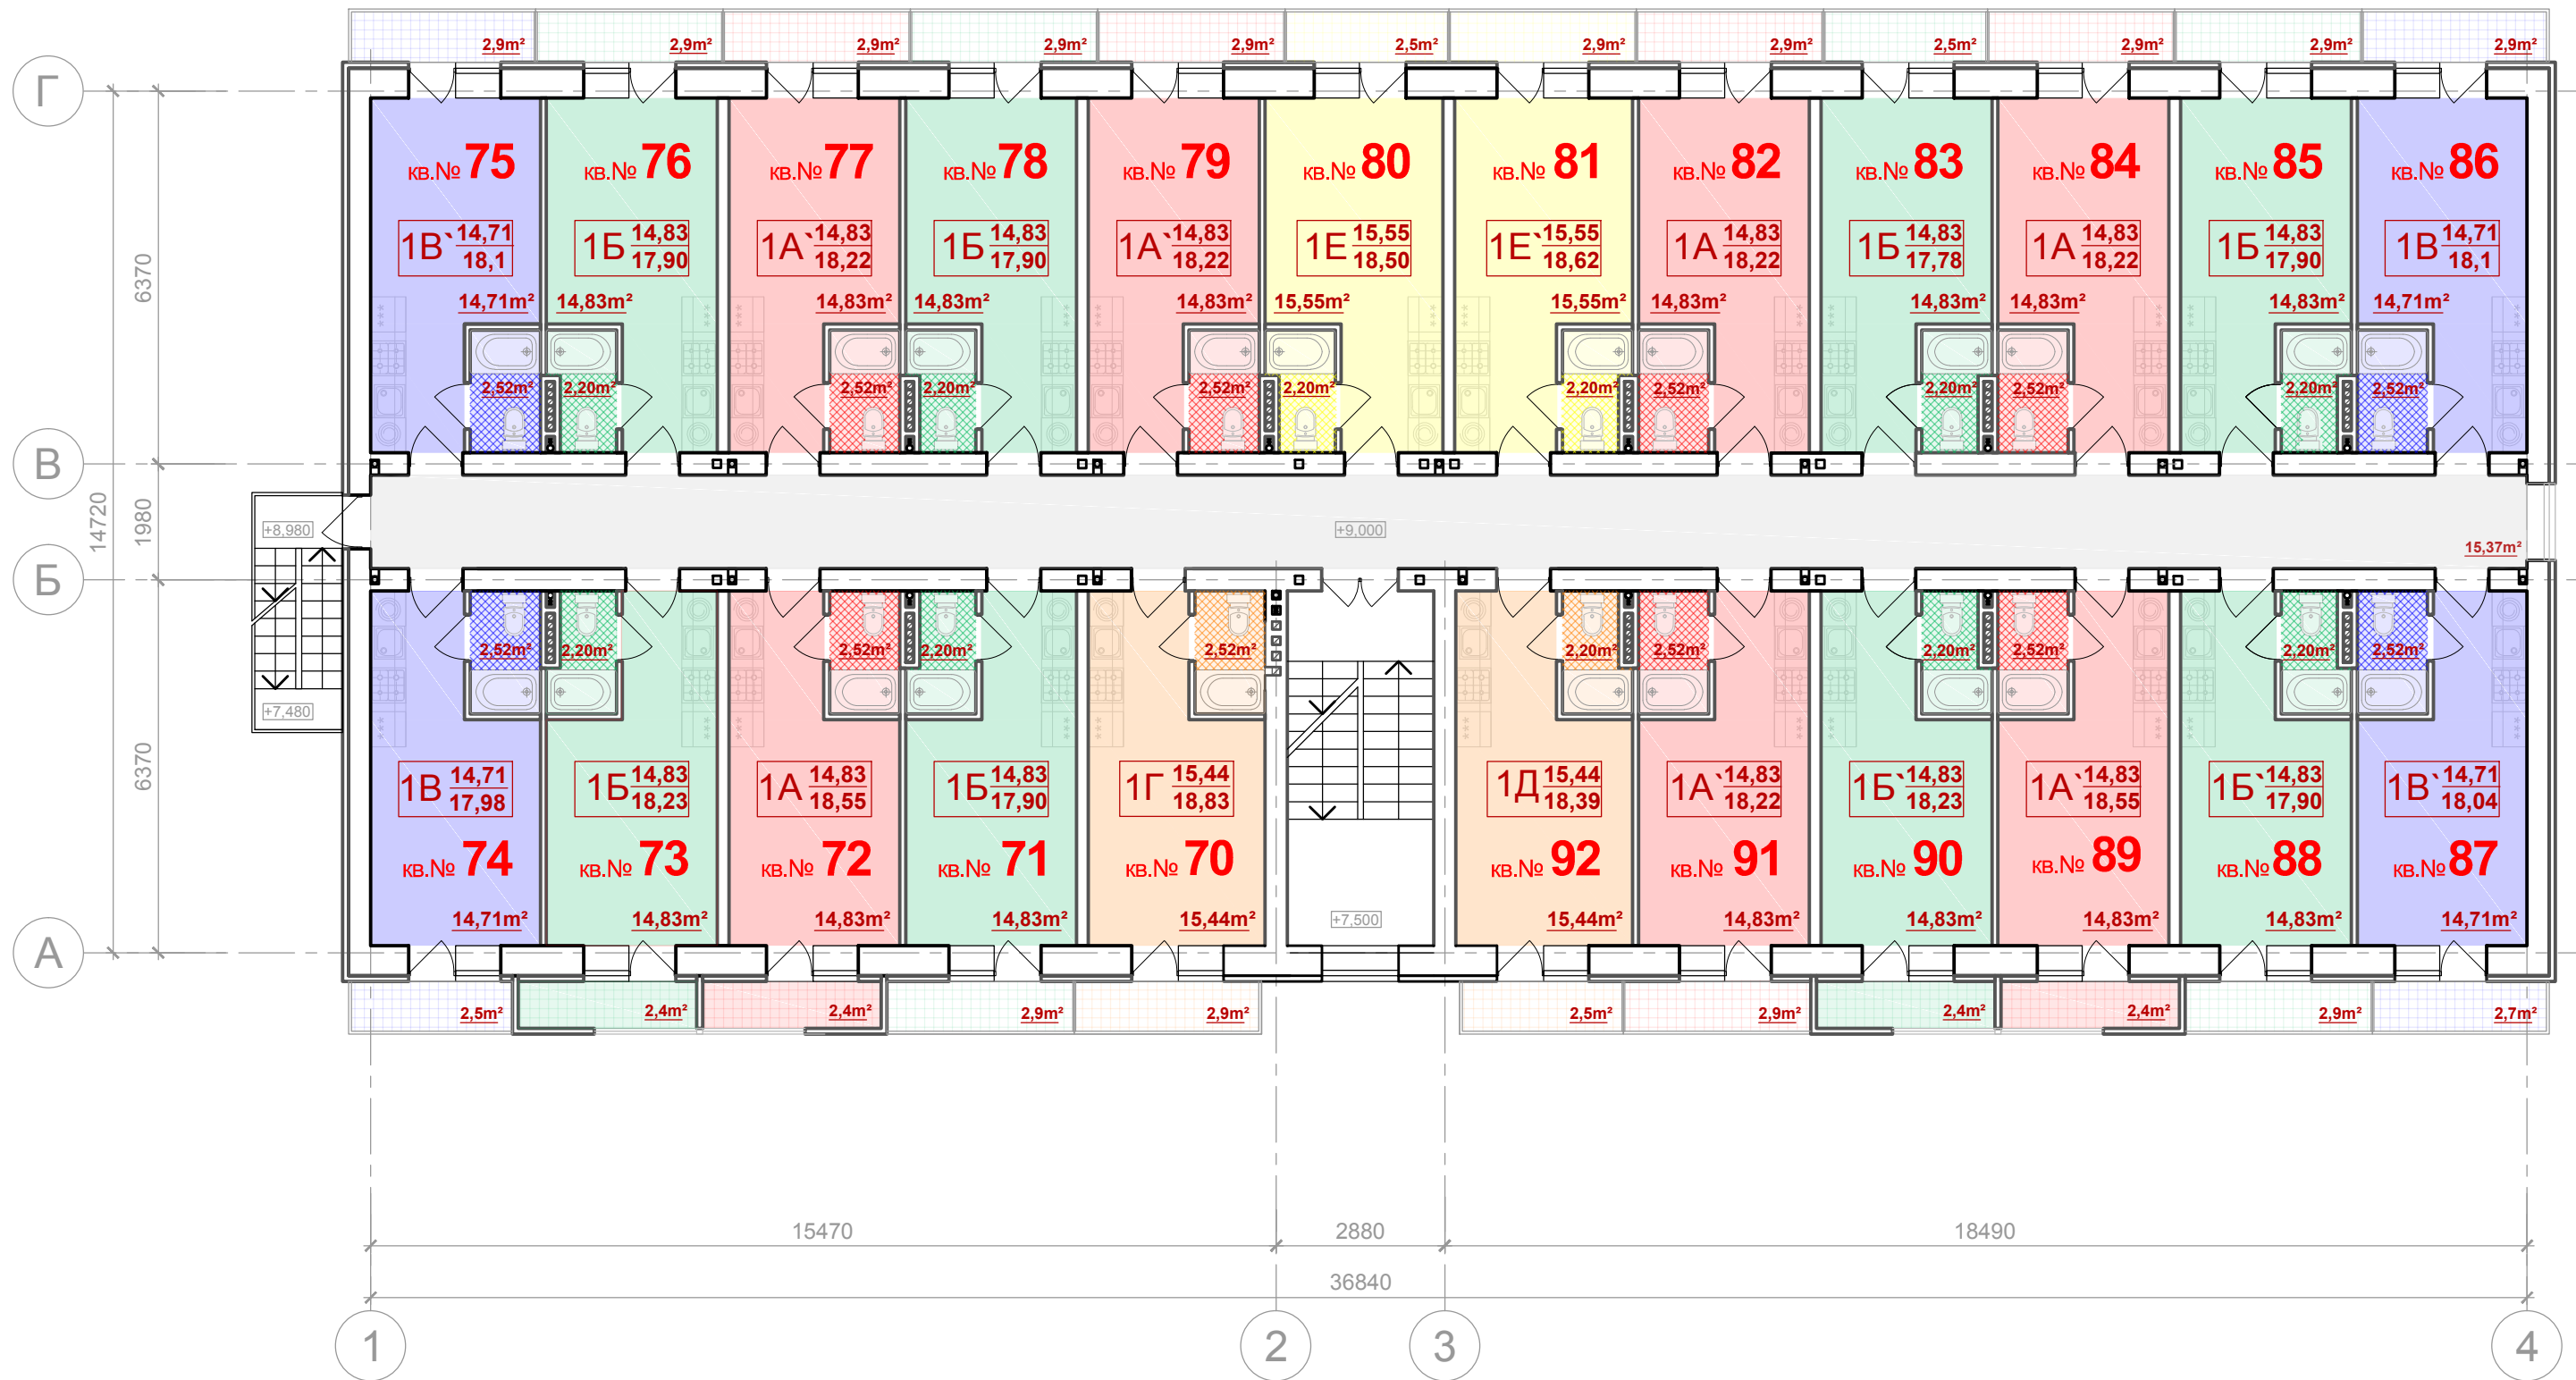 2,9m² 2,9m² 2,9m² 2,9m² 2,9m² 2,5m² 2,9m² 2,9m² 2,5m² 2,9m² 2,9m² 2,9m²
Г
кв.№ 75 кв.№ 76 кв.№ 77 кв.№ 78 кв.№ 79 кв.№ 80 кв.№ 81 кв.№ 82 кв.№ 83 кв.№ 84 кв.№ 85 кв.№ 86
1В` 14,71 1Б 14,83 1А` 14,83 1Б 14,83 1А` 14,83 1Е 15,55 1Е` 15,55 1А 14,83 1Б 14,83 1А 14,83 1Б 14,83 1В 14,71
18,1 17,90 18,22 17,90 18,22 18,50 18,62 18,22 17,78 18,22 17,90 18,1
14,71m² 14,83m² 14,83m² 14,83m² 14,83m² 15,55m² 15,55m² 14,83m² 14,83m² 14,83m² 14,83m² 14,71m²
6370
2,52m² 2,20m² 2,52m² 2,20m² 2,52m² 2,20m² 2,20m² 2,52m² 2,20m² 2,52m² 2,20m² 2,52m²
В
14720
1980
+8,980 +9,000
15,37m²
Б
2,52m² 2,20m² 2,52m² 2,20m² 2,52m² 2,20m² 2,52m² 2,20m² 2,52m² 2,20m² 2,52m²
+7,480
6370
1В 14,71 1Б 14,83 1А 14,83 1Б 14,83 1Г 15,44 1Д 15,44 1А` 14,83 1Б` 14,83 1А` 14,83 1Б` 14,83 1В` 14,71
17,98 18,23 18,55 17,90 18,83 18,39 18,22 18,23 18,55 17,90 18,04
кв.№ 74 кв.№ 73 кв.№ 72 кв.№ 71 кв.№ 70 кв.№ 92 кв.№ 91 кв.№ 90 кв.№ 89 кв.№ 88 кв.№ 87
14,71m² 14,83m² 14,83m² 14,83m² 15,44m² +7,500 15,44m² 14,83m² 14,83m² 14,83m² 14,83m² 14,71m²
А
2,5m² 2,4m² 2,4m² 2,9m² 2,9m² 2,5m² 2,9m² 2,4m² 2,4m² 2,9m² 2,7m²
15470 2880 18490
36840
1 2 3 4